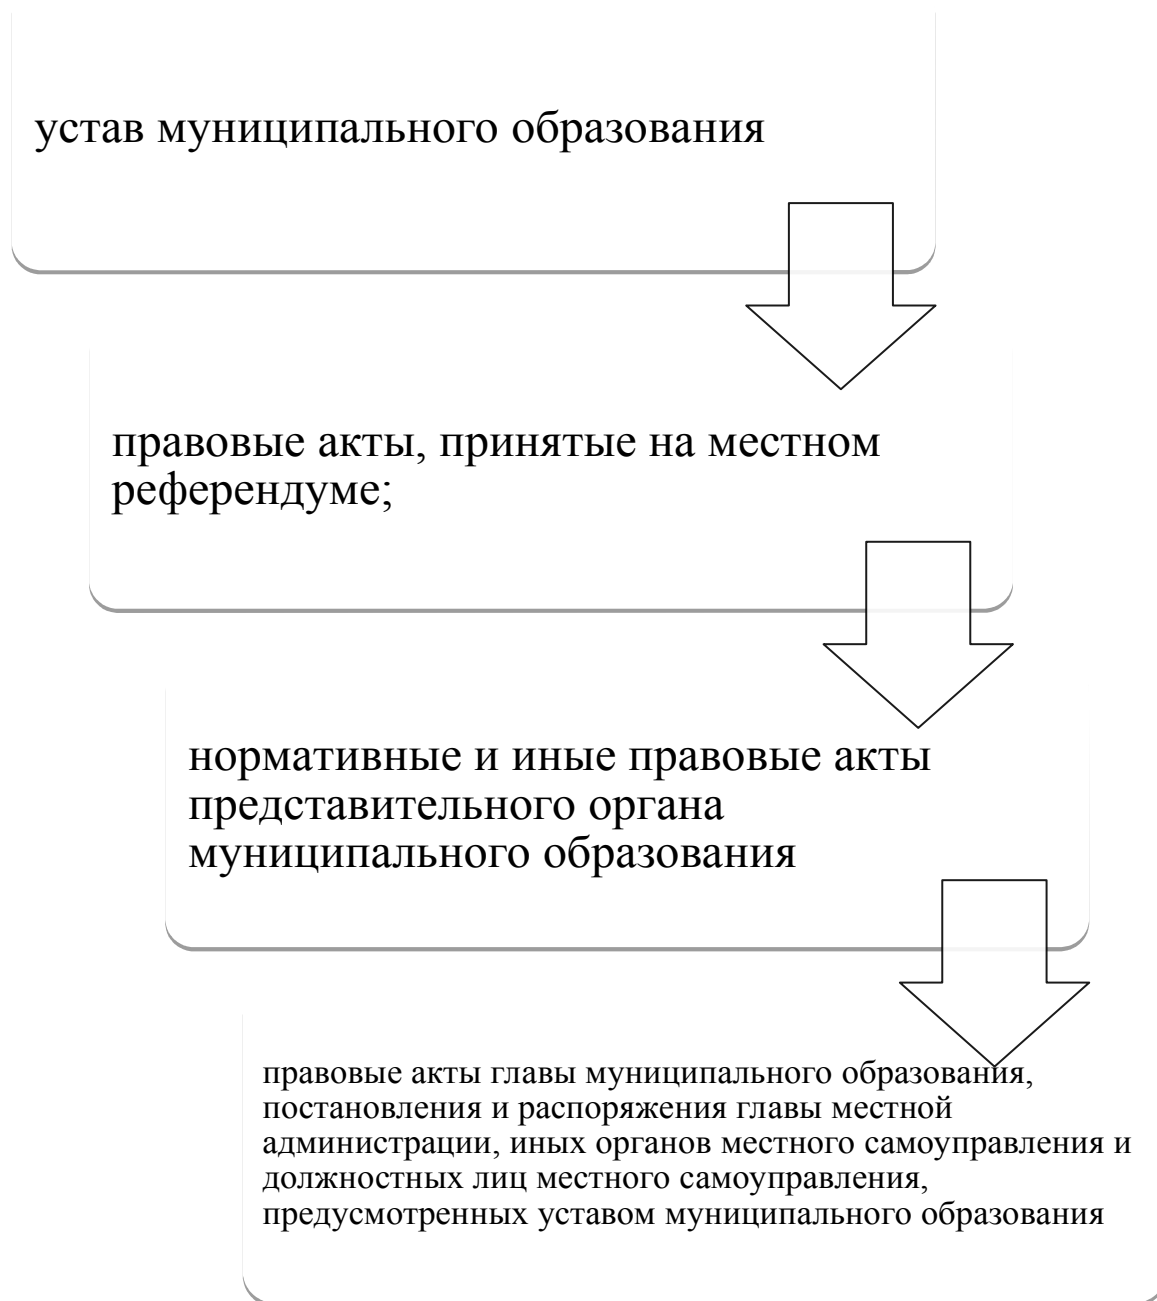 устав муниципального образования
правовые акты, принятые на местном
референдуме;
нормативные и иные правовые акты
представительного органа
муниципального образования
правовые акты главы муниципального образования,
постановления и распоряжения главы местной
администрации, иных органов местного самоуправления и
должностных лиц местного самоуправления,
предусмотренных уставом муниципального образования